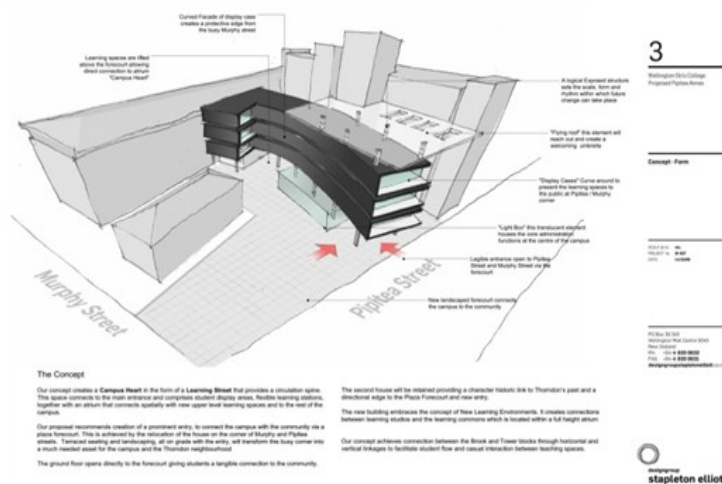 Curved Facade of display case
creates a protective edge from
the busy Murphy street
Learning spaces are lifted
above the forecourt allowing
direct connection to atrium
"Campus Heart"
A logical Exposed structure
sets the scale, form and
rhythm within which future
change can take place
"Flying roof" this element will
reach out and create a
welcoming umbrella
"Display Cases" Curve around to
present the learning spaces to
the public at Pipitea / Murphy
corner
"Light Box" this translucent element
houses the core administration
functions at the centre of the campus
Legible entrance open to Pipitea
Street and Murphy Street via the
forecourt
New landscaped forecourt connects
the campus to the community
Murphy Street
Pipitea Street
The Concept
Our concept creates a Campus Heart in the form of a Learning Street that provides a circulation spine.
This space connects to the main entrance and comprises student display areas, flexible learning stations,
together with an atrium that connects spatially with new upper level learning spaces and to the rest of the
campus.
Our proposal recommends creation of a prominent entry, to connect the campus with the community via a
plaza forecourt. This is achieved by the relocation of the house on the corner of Murphy and Pipitea
streets. Terraced seating and landscaping, all on grade with the entry, will transform this busy corner into
a much needed asset for the campus and the Thorndon neighbourhood
The ground floor opens directly to the forecourt giving students a tangible connection to the community.
The second house will be retained providing a character historic link to Thorndon's past and a
directional edge to the Plaza Forecourt and new entry.
The new building embraces the concept of New Learning Environments. It creates connections
between learning studios and the learning commons which is located within a full height atrium
Our concept achieves connection between the Brook and Tower blocks through horizontal and
vertical linkages to facilitate student flow and casual interaction between teaching spaces.
3
Wellington Girls College
Proposed Pipitea Annex
Concept - Form
New Zealand
designgroup
stapleton elliott